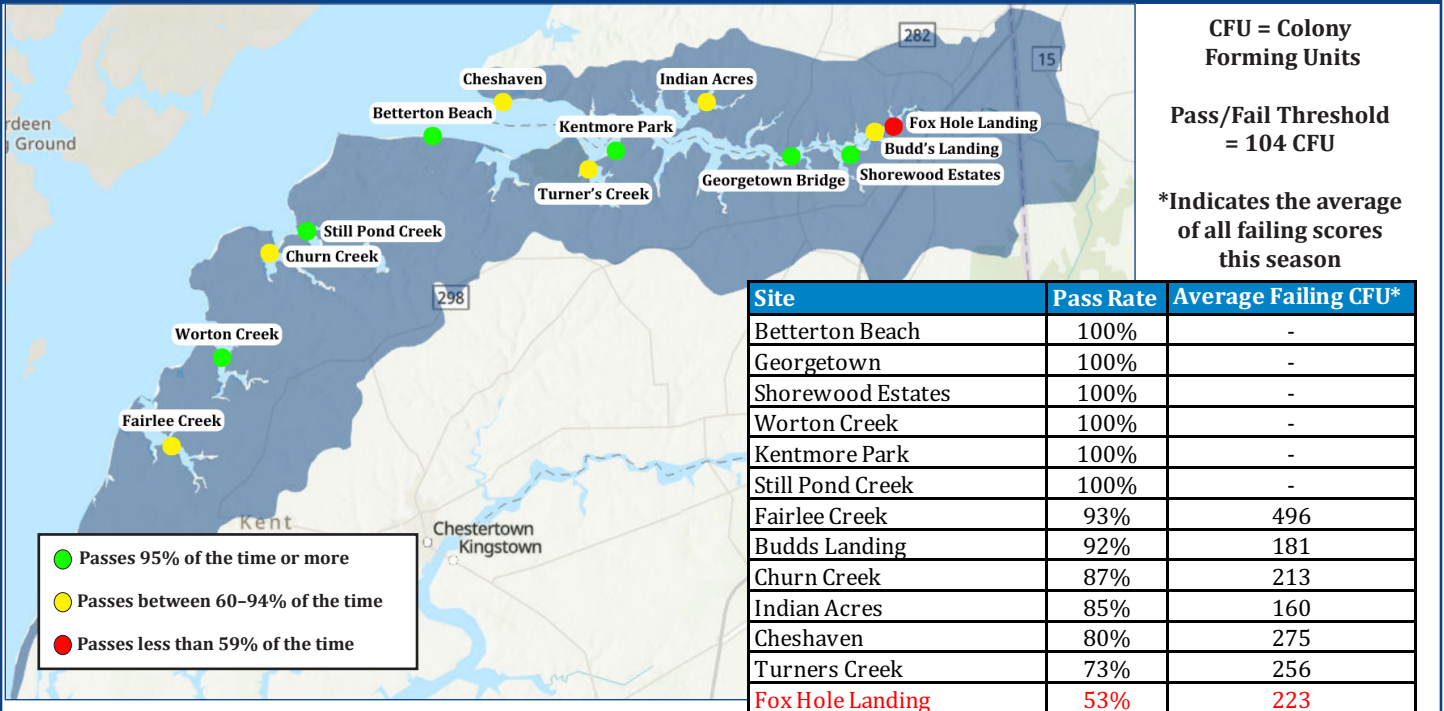 282
15
Cheshaven
Indian Acres
Betterton Beach
Kentmore Park
Fox Hole Landing
Budd's Landing
Turner's Creek
Georgetown Bridge
Shorewood Estates
rdeen
Ground
Still Pond Creek
Churn Creek
298
Worton Creek
Fairlee Creek
Kent
Chestertown
Kingstown
Passes 95% of the time or more
Passes between 60–94% of the time
Passes less than 59% of the time
CFU = Colony
Forming Units
Pass/Fail Threshold
= 104 CFU
*Indicates the average
of all failing scores
this season
Site Pass Rate Average Failing CFU*
Betterton Beach 100% -
Georgetown 100% -
Shorewood Estates 100% -
Worton Creek 100% -
Kentmore Park 100% -
Still Pond Creek 100% -
Fairlee Creek 93% 496
Budds Landing 92% 181
Churn Creek 87% 213
Indian Acres 85% 160
Cheshaven 80% 275
Turners Creek 73% 256
Fox Hole Landing 53% 223